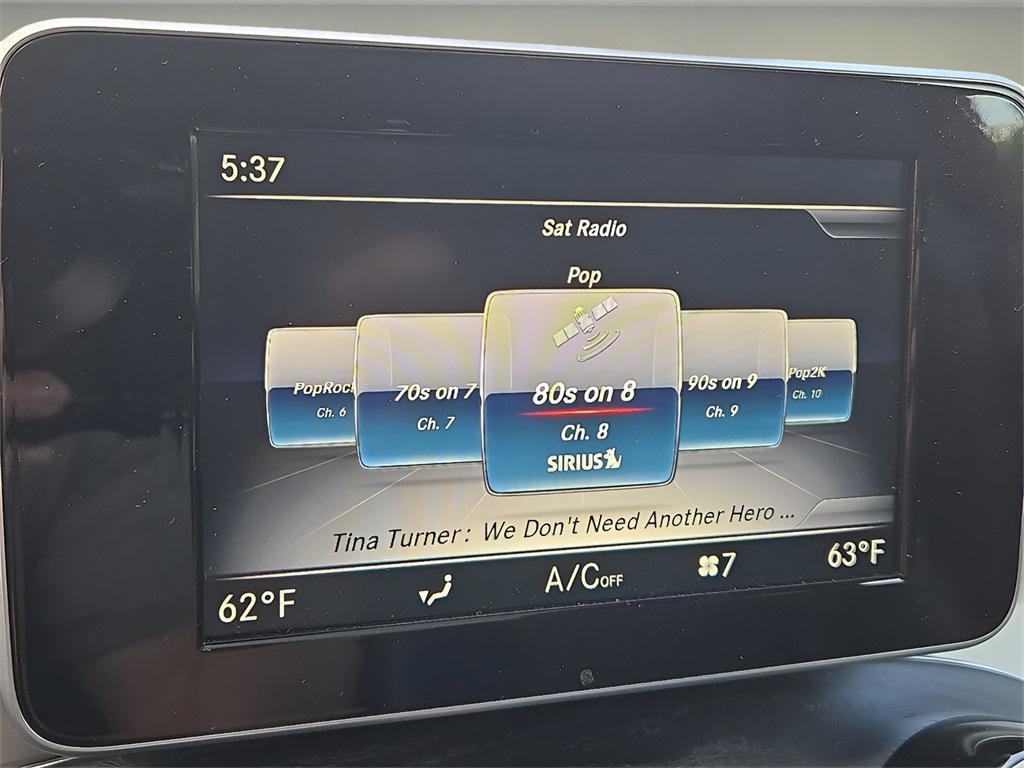 5:37
Sat Radio
Pop
PopRock
Ch. 6
70s on 7
Ch. 7
80s on 8
Ch. 8
SIRIUS
90s on 9
Ch. 9
Pop2K
Ch. 10
Tina Turner: We Don't Need Another Hero ...
62°F
A/C OFF
7
63°F